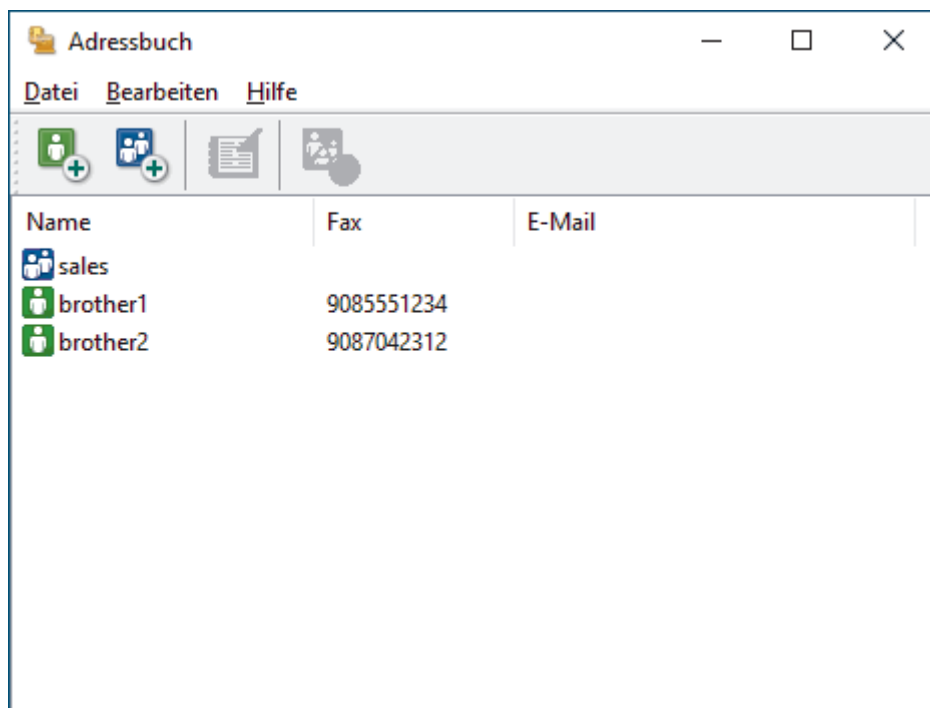 Adressbuch
Datei Bearbeiten Hilfe
Name Fax E-Mail
sales
brother1 9085551234
brother2 9087042312